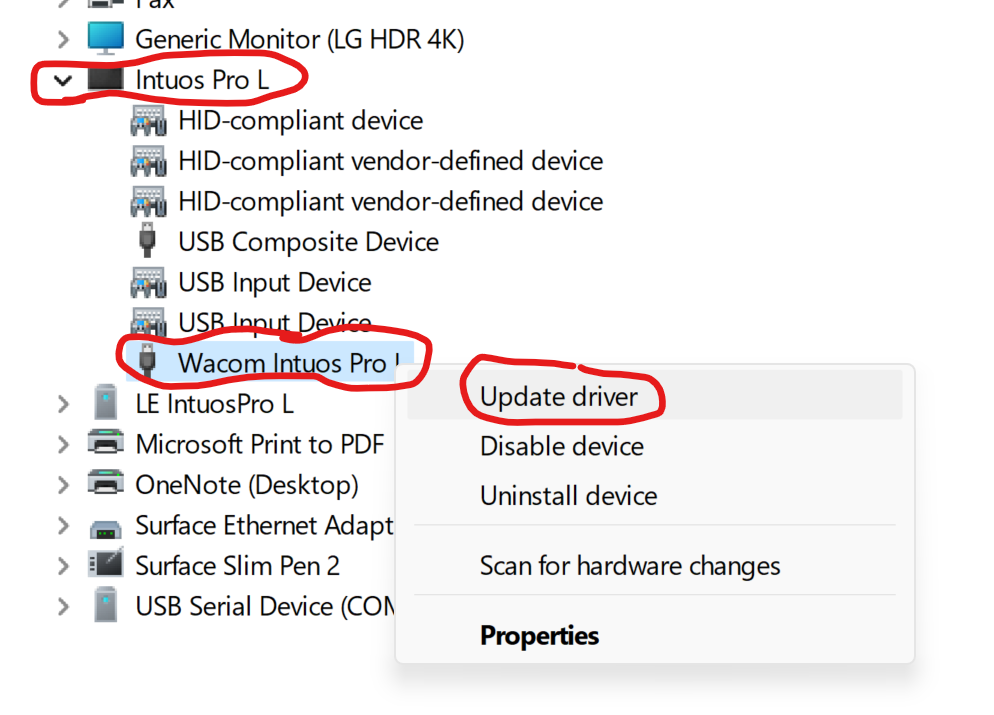 Fax
Generic Monitor (LG HDR 4K)
Intuos Pro L
HID-compliant device
HID-compliant vendor-defined device
HID-compliant vendor-defined device
USB Composite Device
USB Input Device
USB Input Device
Wacom Intuos Pro L
Update driver
LE IntuosPro L
Microsoft Print to PDF
Disable device
OneNote (Desktop)
Uninstall device
Surface Ethernet Adapt
Surface Slim Pen 2
Scan for hardware changes
USB Serial Device (COM
Properties